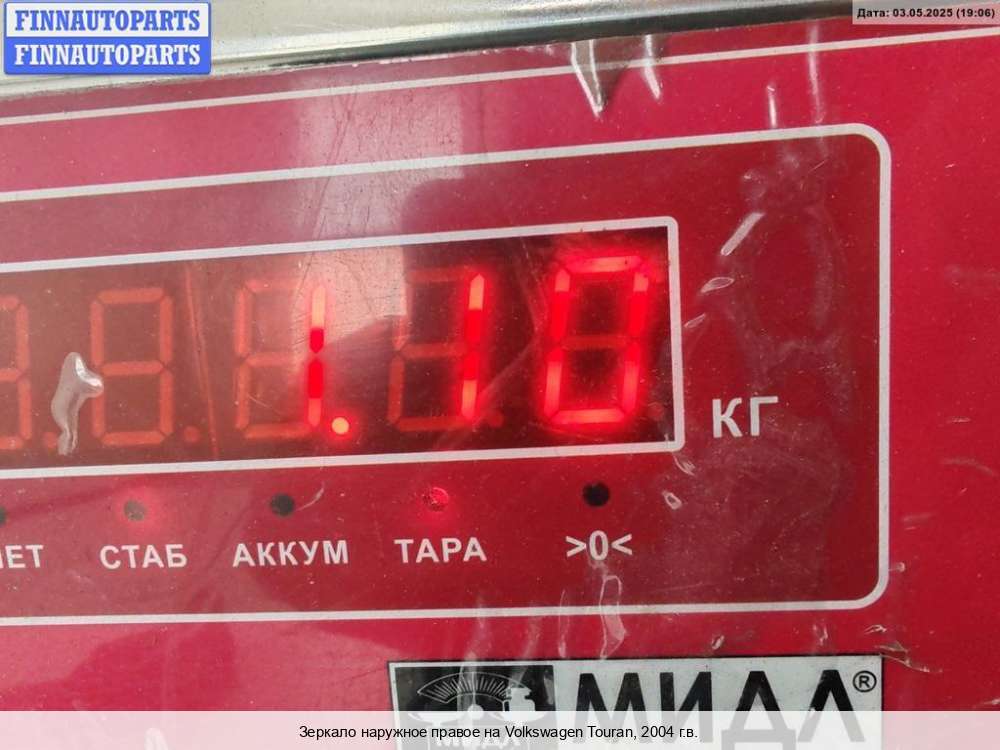 FINNAUTOPARTS
FINNAUTOPARTS
Дата: 03.05.2025 (19:06)
1.10
КГ
СТАБ АККУМ ТАРА >0<
МИДЛ®
МИДЛ
Зеркало наружное правое на Volkswagen Touran, 2004 г.в.